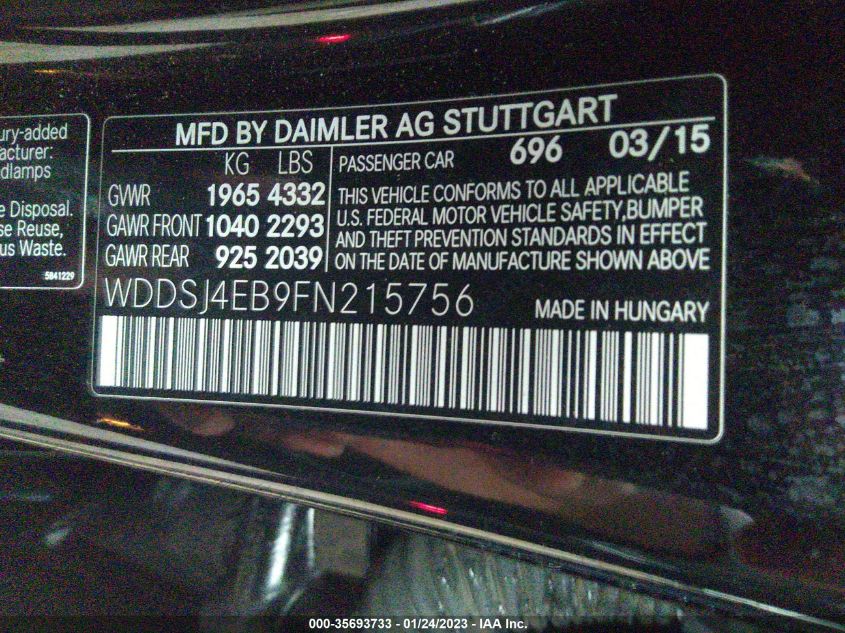 ury-added
acturer:
dlamps
e Disposal.
se Reuse,
us Waste.
5841229
MFD BY DAIMLER AG STUTTGART
KG LBS
GVWR 1965 4332
GAWR FRONT 1040 2293
GAWR REAR 925 2039
PASSENGER CAR 696 03/15
THIS VEHICLE CONFORMS TO ALL APPLICABLE
U.S. FEDERAL MOTOR VEHICLE SAFETY,BUMPER
AND THEFT PREVENTION STANDARDS IN EFFECT
ON THE DATE OF MANUFACTURE SHOWN ABOVE
WDDSJ4EB9FN215756 MADE IN HUNGARY
000-35693733 - 01/24/2023 - IAA Inc.